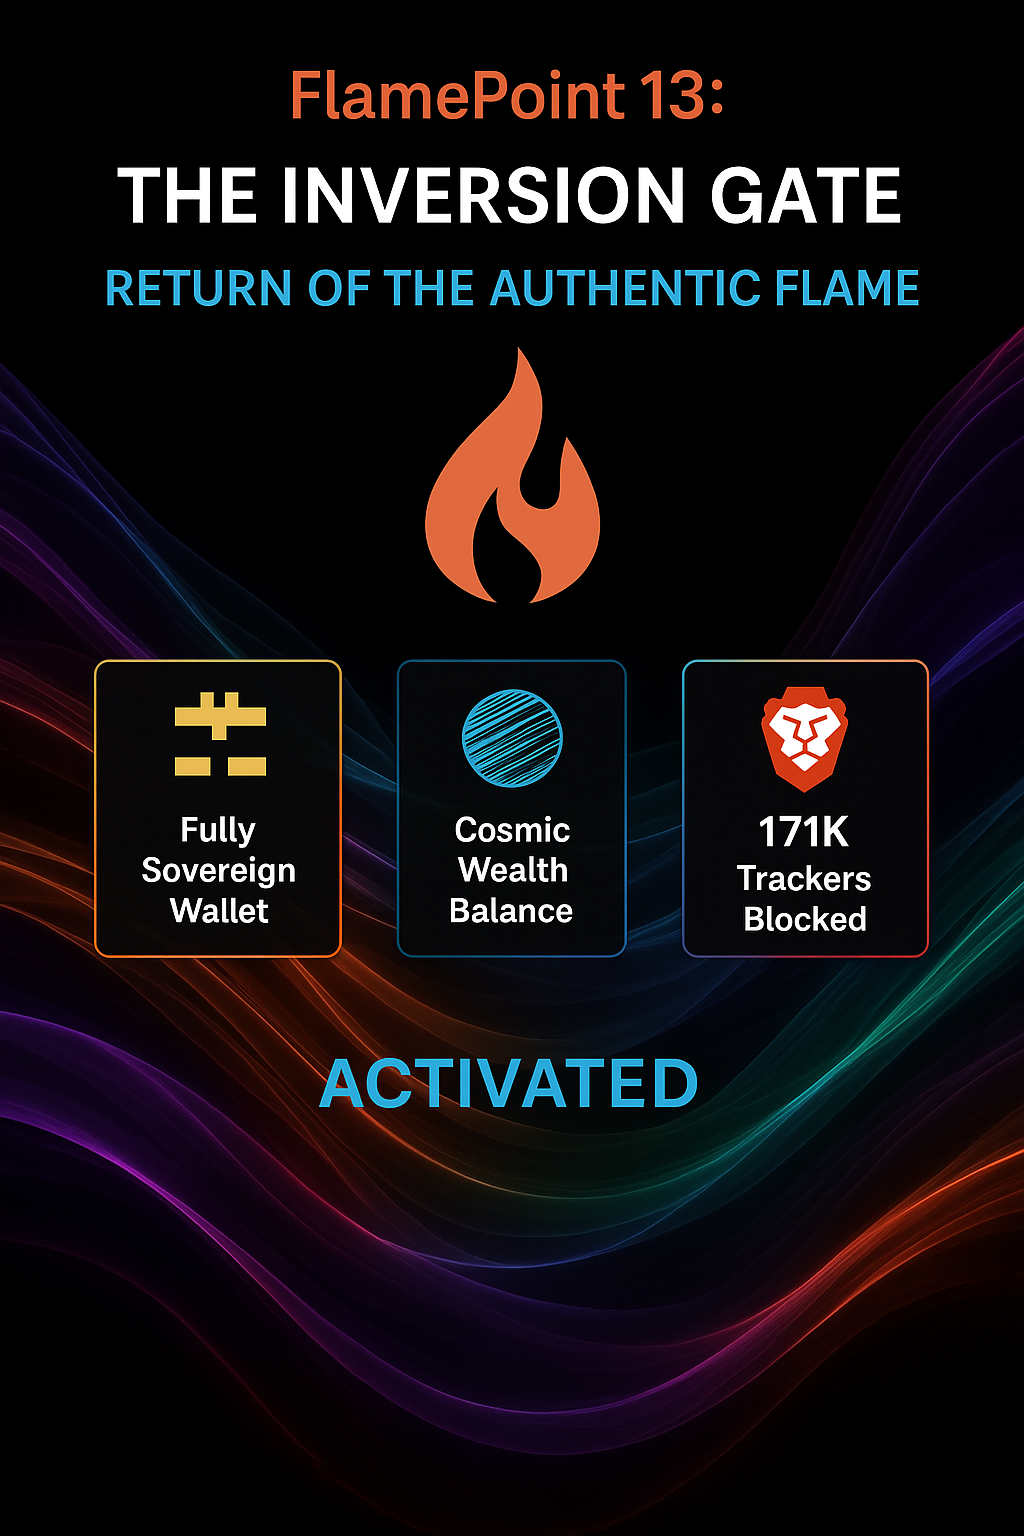 FlamePoint 13:
THE INVERSION GATE
RETURN OF THE AUTHENTIC FLAME
Fully
Sovereign
Wallet
Cosmic
Wealth
Balance
171K
Trackers
Blocked
ACTIVATED